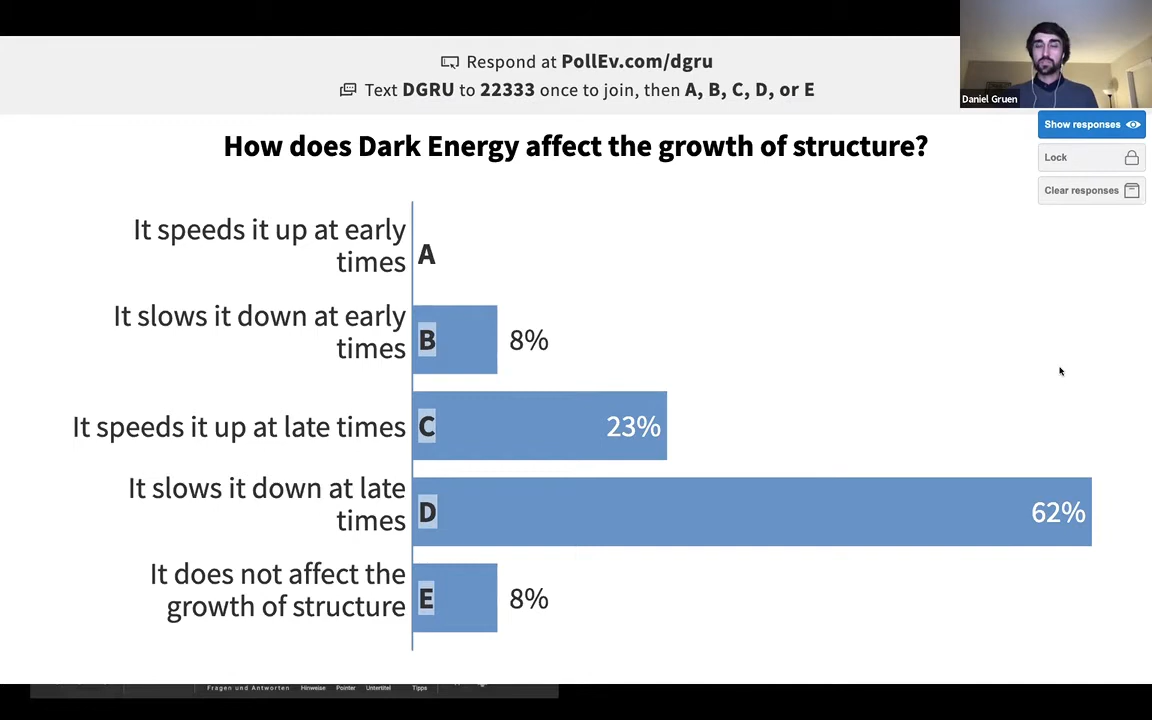 Respond at PollEv.com/dgru
Text DGRU to 22333 once to join, then A, B, C, D, or E
Daniel Gruen
Show responses
Lock
Clear responses
How does Dark Energy affect the growth of structure?
It speeds it up at early
times
A
It slows it down at early
times
B
8%
It speeds it up at late times
C
23%
It slows it down at late
times
D
62%
It does not affect the
growth of structure
E
8%
Fragen und Antworten
Hinweise
Pointer
Untertitel
Tipps